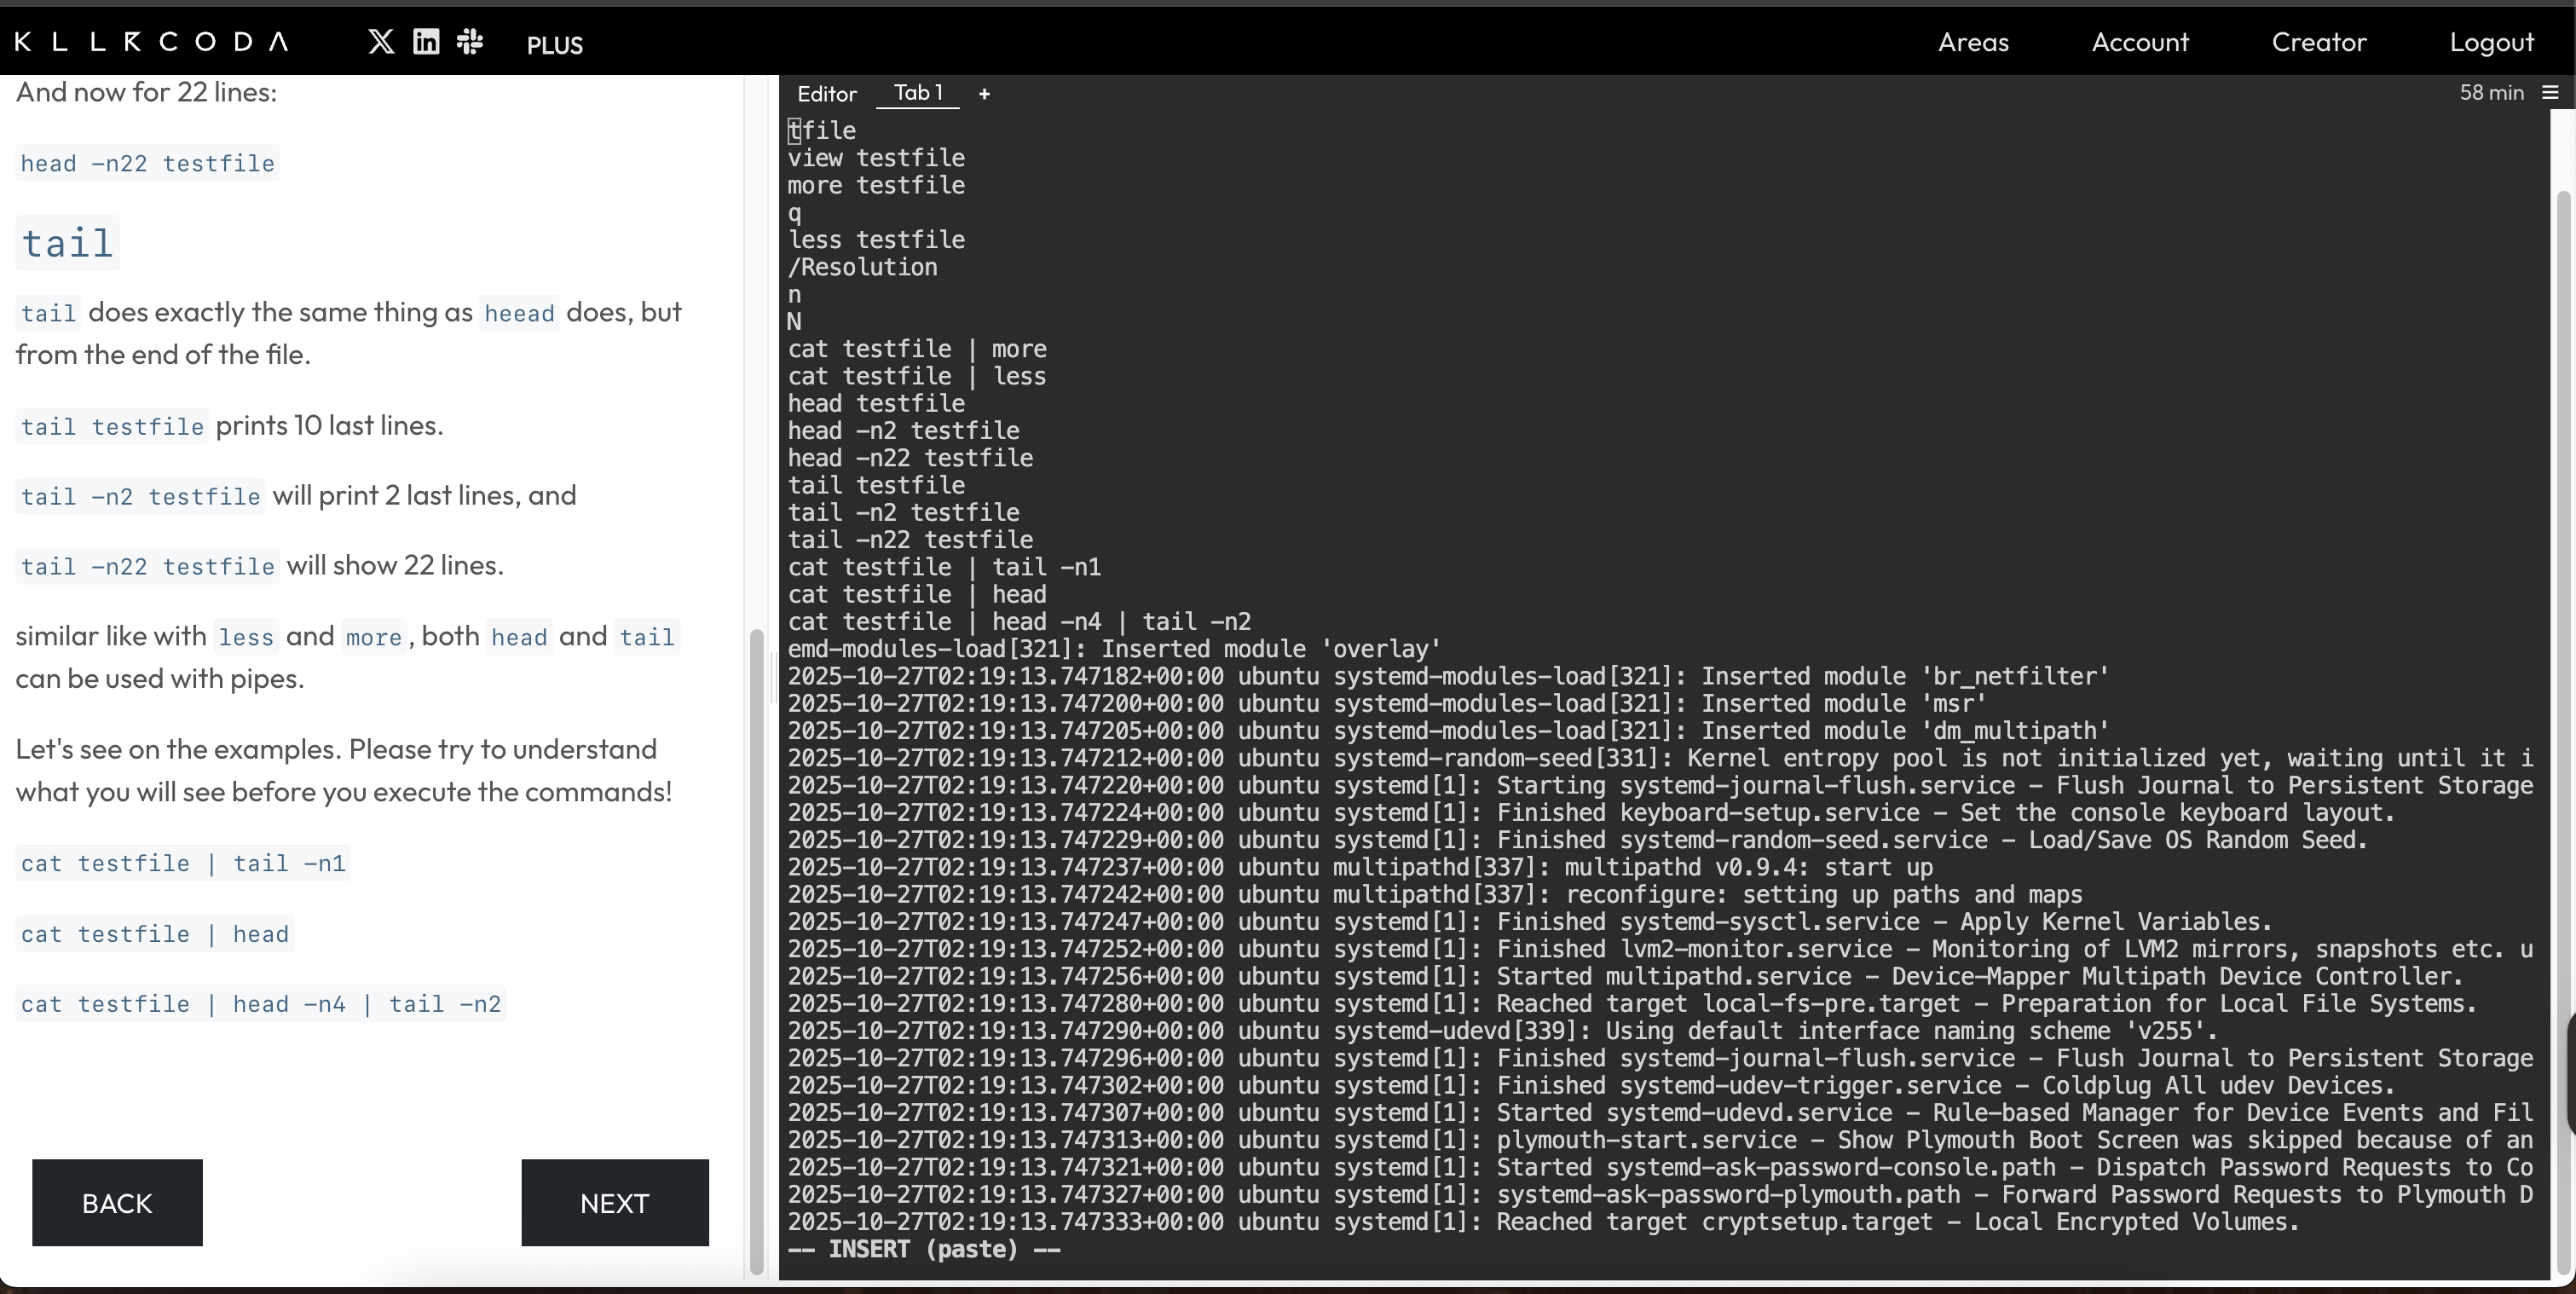 KLLRCODA
PLUS
Areas
Account
Creator
Logout
And now for 22 lines:
head -n22 testfile
tail
tail does exactly the same thing as heead does, but
from the end of the file.
tail testfile prints 10 last lines.
tail -n2 testfile will print 2 last lines, and
tail -n22 testfile will show 22 lines.
similar like with less and more, both head and tail
can be used with pipes.
Let's see on the examples. Please try to understand
what you will see before you execute the commands!
cat testfile | tail -n1
cat testfile | head
cat testfile | head -n4 | tail -n2
BACK
NEXT
Editor
Tab 1
+
58 min
tfile
view testfile
more testfile
q
less testfile
/Resolution
n
N
cat testfile | more
cat testfile | less
head testfile
head -n2 testfile
head -n22 testfile
tail testfile
tail -n2 testfile
tail -n22 testfile
cat testfile | tail -n1
cat testfile | head
cat testfile | head -n4 | tail -n2
emd-modules-load[321]: Inserted module 'overlay'
2025-10-27T02:19:13.747182+00:00 ubuntu systemd-modules-load[321]: Inserted module 'br_netfilter'
2025-10-27T02:19:13.747200+00:00 ubuntu systemd-modules-load[321]: Inserted module 'msr'
2025-10-27T02:19:13.747205+00:00 ubuntu systemd-modules-load[321]: Inserted module 'dm_multipath'
2025-10-27T02:19:13.747212+00:00 ubuntu systemd-random-seed[331]: Kernel entropy pool is not initialized yet, waiting until it i
2025-10-27T02:19:13.747220+00:00 ubuntu systemd[1]: Starting systemd-journal-flush.service - Flush Journal to Persistent Storage
2025-10-27T02:19:13.747224+00:00 ubuntu systemd[1]: Finished keyboard-setup.service - Set the console keyboard layout.
2025-10-27T02:19:13.747229+00:00 ubuntu systemd[1]: Finished systemd-random-seed.service - Load/Save OS Random Seed.
2025-10-27T02:19:13.747237+00:00 ubuntu multipathd[337]: multipathd v0.9.4: start up
2025-10-27T02:19:13.747242+00:00 ubuntu multipathd[337]: reconfigure: setting up paths and maps
2025-10-27T02:19:13.747247+00:00 ubuntu systemd[1]: Finished systemd-sysctl.service - Apply Kernel Variables.
2025-10-27T02:19:13.747252+00:00 ubuntu systemd[1]: Finished lvm2-monitor.service - Monitoring of LVM2 mirrors, snapshots etc. u
2025-10-27T02:19:13.747256+00:00 ubuntu systemd[1]: Started multipathd.service - Device-Mapper Multipath Device Controller.
2025-10-27T02:19:13.747280+00:00 ubuntu systemd[1]: Reached target local-fs-pre.target - Preparation for Local File Systems.
2025-10-27T02:19:13.747290+00:00 ubuntu systemd-udevd[339]: Using default interface naming scheme 'v255'.
2025-10-27T02:19:13.747296+00:00 ubuntu systemd[1]: Finished systemd-journal-flush.service - Flush Journal to Persistent Storage
2025-10-27T02:19:13.747302+00:00 ubuntu systemd[1]: Finished systemd-udev-trigger.service - Coldplug All udev Devices.
2025-10-27T02:19:13.747307+00:00 ubuntu systemd[1]: Started systemd-udevd.service - Rule-based Manager for Device Events and Fil
2025-10-27T02:19:13.747313+00:00 ubuntu systemd[1]: plymouth-start.service - Show Plymouth Boot Screen was skipped because of an
2025-10-27T02:19:13.747321+00:00 ubuntu systemd[1]: Started systemd-ask-password-console.path - Dispatch Password Requests to Co
2025-10-27T02:19:13.747327+00:00 ubuntu systemd[1]: systemd-ask-password-plymouth.path - Forward Password Requests to Plymouth D
2025-10-27T02:19:13.747333+00:00 ubuntu systemd[1]: Reached target cryptsetup.target - Local Encrypted Volumes.
-- INSERT (paste) --